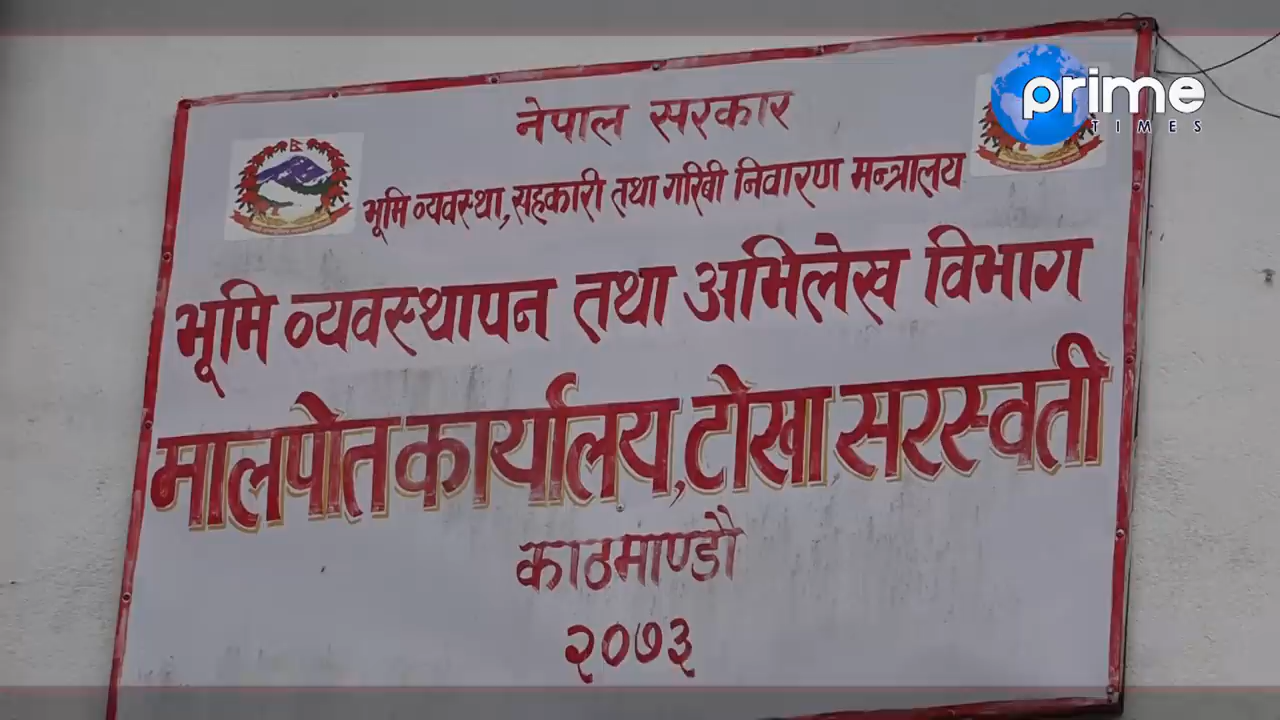 नेपाल सरकार
भूमि व्यवस्था, सहकारी तथा गरिबी निवारण मन्त्रालय
भूमि व्यवस्थापन तथा अभिलेख विभाग
मालपोत कार्यालय, टोखा सरस्वती
काठमाण्डौ
२०७३
prime
TIMES